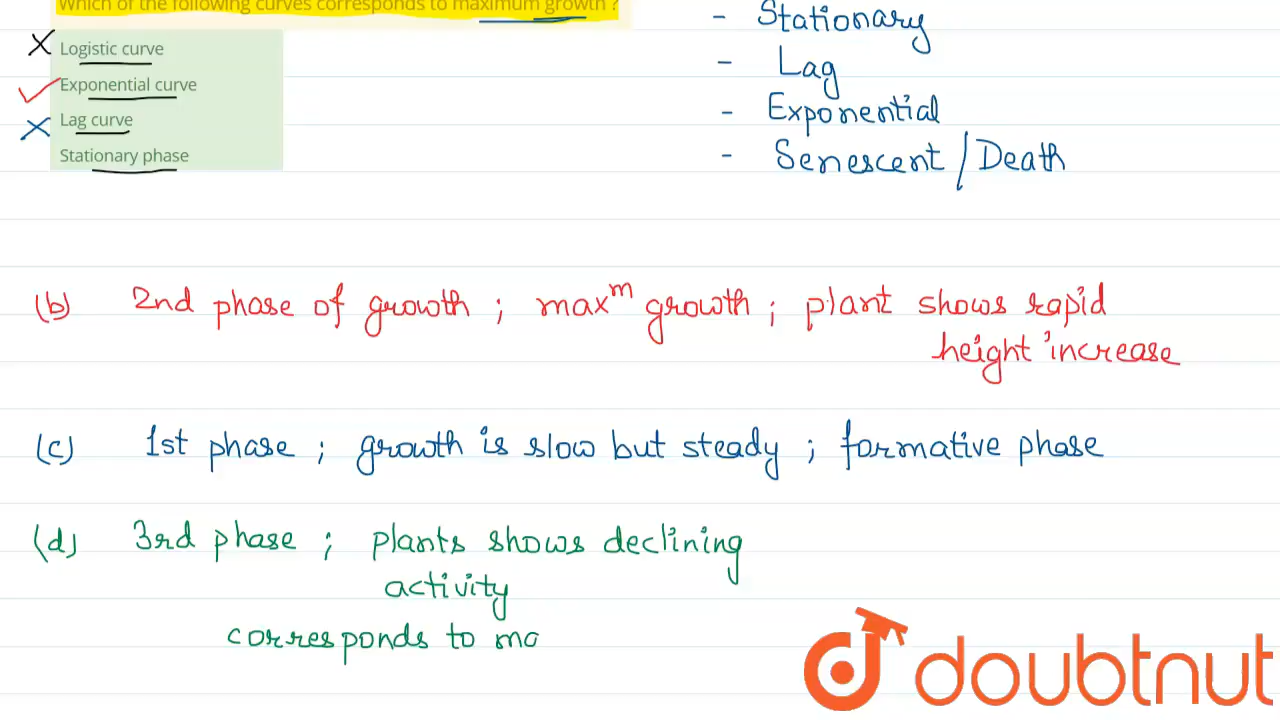 Which of the following curves corresponds to maximum growth ?
Logistic curve
Exponential curve
Lag curve
Stationary phase
- Stationary
- Lag
- Exponential
- Senescent / Death
(b) 2nd phase of growth ; maxᵐ growth ; plant shows rapid
height increase
(c) 1st phase ; growth is slow but steady ; formative phase
(d) 3rd phase ; plants shows declining
activity
corresponds to ma
doubtnut